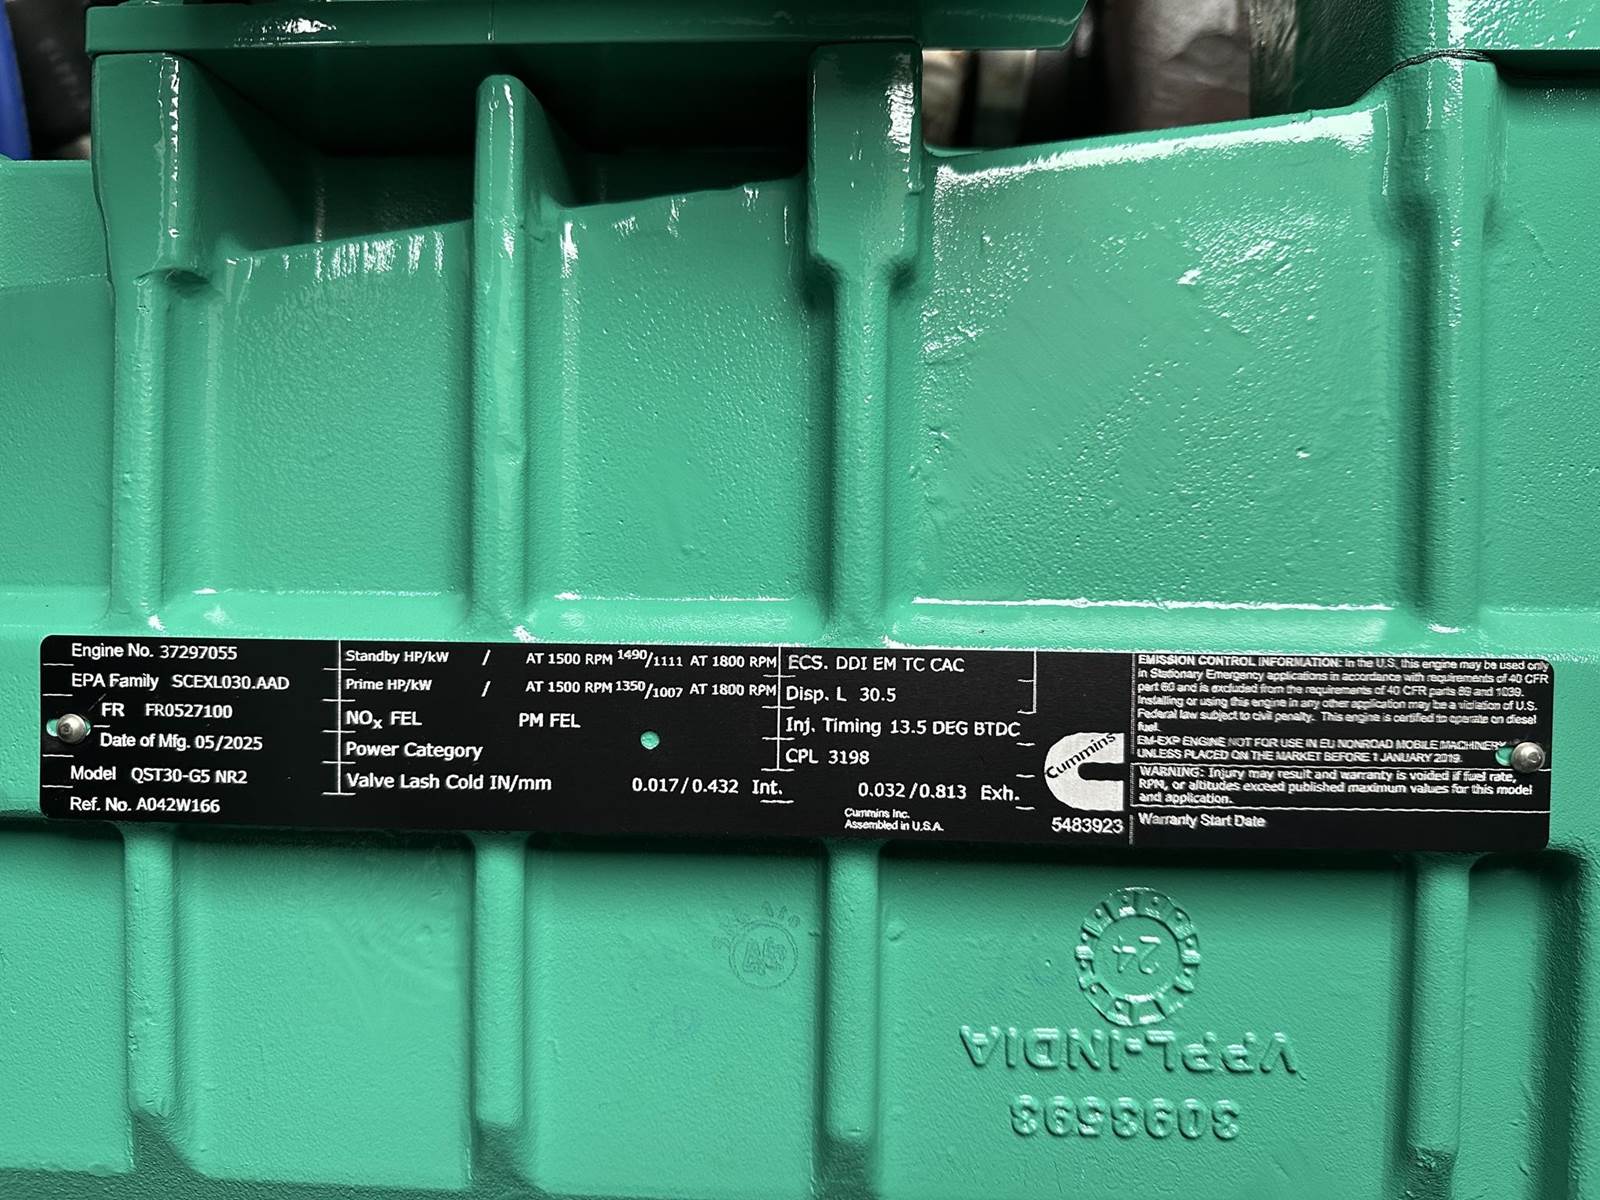 Engine No. 37297055
EPA Family SCEXL030.AAD
FR FR0527100
Date of Mfg. 05/2025
Model QST30-G5 NR2
Ref. No. A042W166
Standby HP/kW / AT 1500 RPM 1490/1111 AT 1800 RPM
Prime HP/kW / AT 1500 RPM 1350/1007 AT 1800 RPM
NOx FEL PM FEL
Power Category
Valve Lash Cold IN/mm 0.017/0.432 Int. 0.032/0.813 Exh.
ECS. DDI EM TC CAC
Disp. L 30.5
Inj. Timing 13.5 DEG BTDC
CPL 3198
Cummins Inc.
Assembled in U.S.A.
Cummins
5483923
EMISSION CONTROL INFORMATION: In the U.S, this engine may be used only
in Stationary Emergency applications in accordance with requirements of 40 CFR
part 60 and is excluded from the requirements of 40 CFR parts 89 and 1039.
Installing or using this engine in any other application may be a violation of U.S.
Federal law subject to civil penalty. This engine is certified to operate on diesel
fuel.
EM-EXP ENGINE NOT FOR USE IN EU NONROAD MOBILE MACHINERY
UNLESS PLACED ON THE MARKET BEFORE 1 JANUARY 2019.
WARNING: Injury may result and warranty is voided if fuel rate,
RPM, or altitudes exceed published maximum values for this model
and application.
Warranty Start Date
24
VPPL-INDIA
3098598